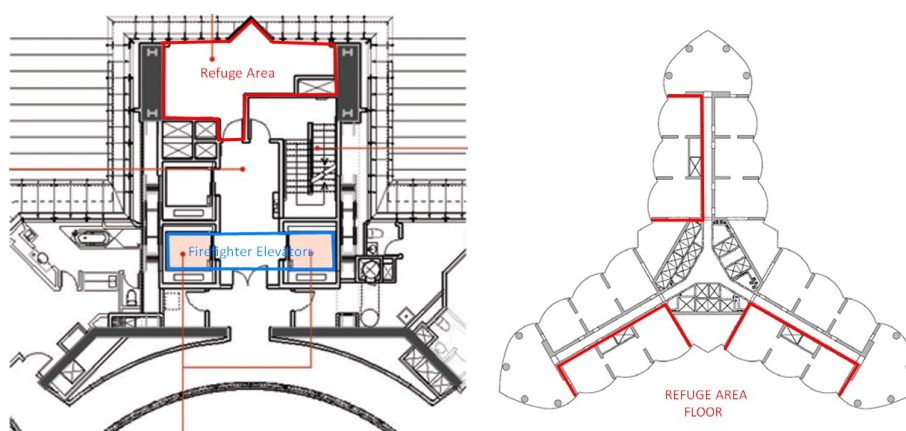 Refuge Area
Firefighter Elevators
REFUGE AREA
FLOOR